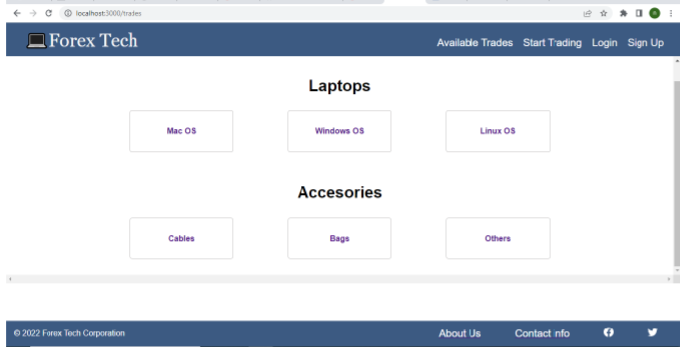 localhost:3000/trades
Forex Tech
Available Trades Start Trading Login Sign Up
Laptops
Mac OS Windows OS Linux OS
Accesories
Cables Bags Others
© 2022 Forex Tech Corporation About Us Contact nfo